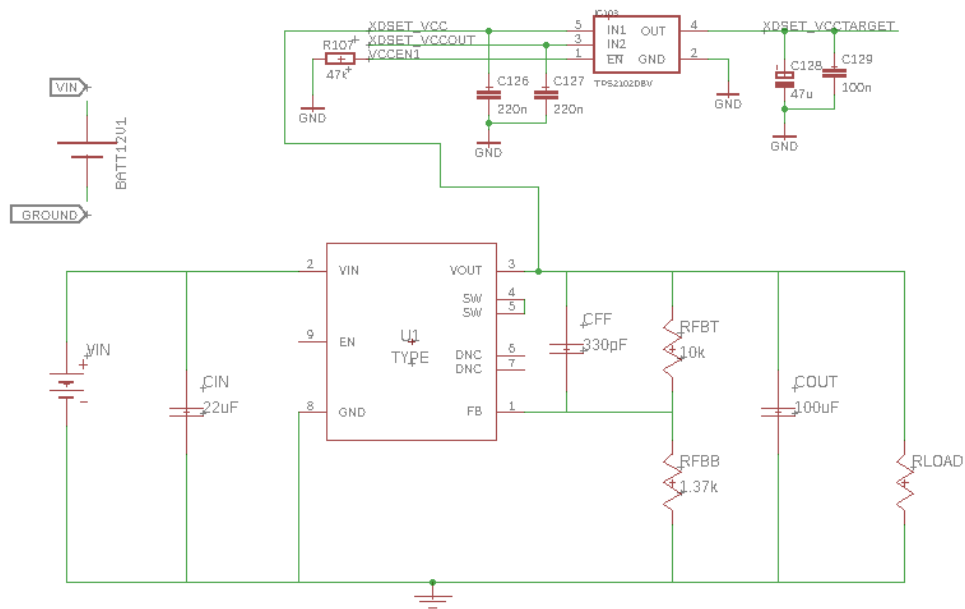 IC103
XDSET_VCC
5 IN1 OUT 4
XDSET_VCCTARGET
XDSET_VCCOUT
3 IN2
R107
VCCEN1
1 EN GND 2
47k
TPS2102DBV
C126
220n
C127
220n
C128
47u
C129
100n
GND
GND
GND
GND
VIN
BATT12V1
GROUND
2 VIN
VOUT 3
SW 4
SW 5
9 EN
U1
TYPE
DNC 6
DNC 7
8 GND
FB 1
VIN
CIN
22uF
CFF
330pF
RFBT
10k
COUT
100uF
RFBB
1.37k
RLOAD